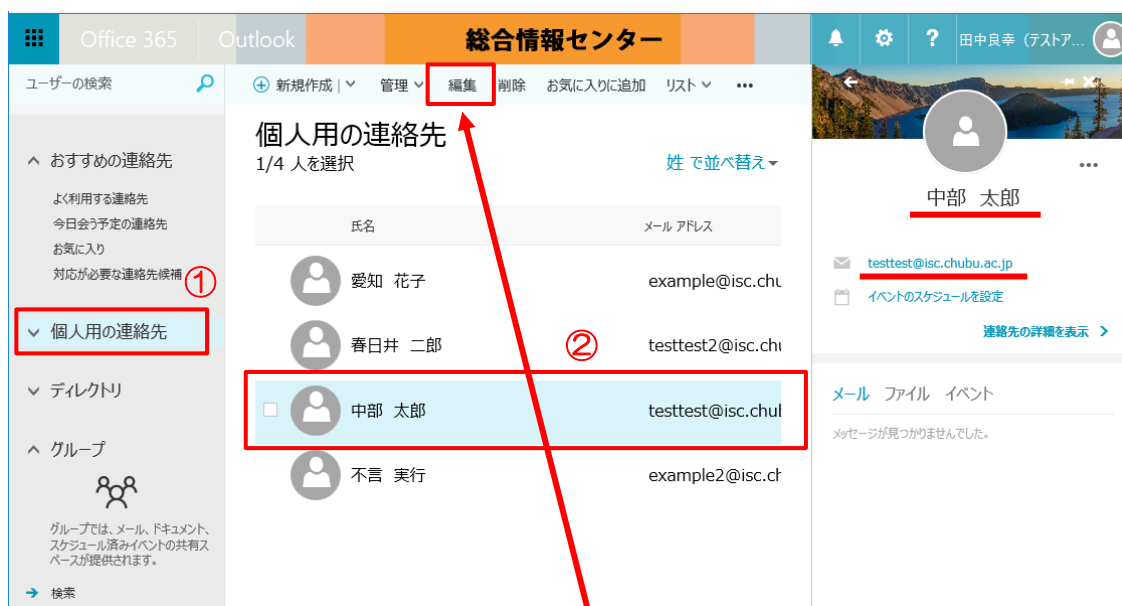 Office 365
Outlook
総合情報センター
?
田中良幸 (テストア...
ユーザーの検索
新規作成 |
管理
編集
削除
お気に入りに追加
リスト
•••
個人用の連絡先
1/4 人を選択
姓 で並べ替え
氏名
メール アドレス
愛知 花子
example@isc.chu
春日井 二郎
testtest2@isc.chu
②
中部 太郎
testtest@isc.chul
不言 実行
example2@isc.ch
おすすめの連絡先
よく利用する連絡先
今日会う予定の連絡先
お気に入り
対応が必要な連絡先候補
①
個人用の連絡先
ディレクトリ
グループ
グループでは、メール、ドキュメント、
スケジュール済みイベントの共有ス
ペースが提供されます。
検索
•••
中部 太郎
testtest@isc.chubu.ac.jp
イベントのスケジュールを設定
連絡先の詳細を表示
メール ファイル イベント
メッセージが見つかりませんでした。